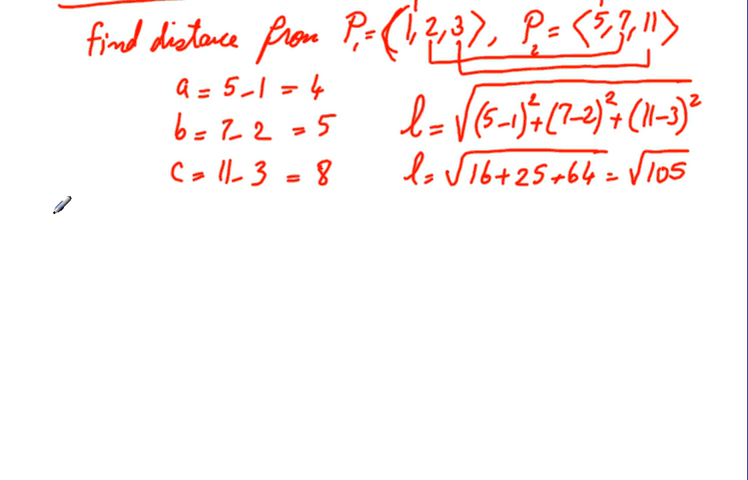 find distance from P₁ = (1, 2, 3⟩, P₂ = ⟨5, 7, 11⟩
a = 5 - 1 = 4
l = √((5-1)² + (7-2)² + (11-3)²)
b = 7 - 2 = 5
c = 11 - 3 = 8
l = √(16 + 25 + 64) = √105